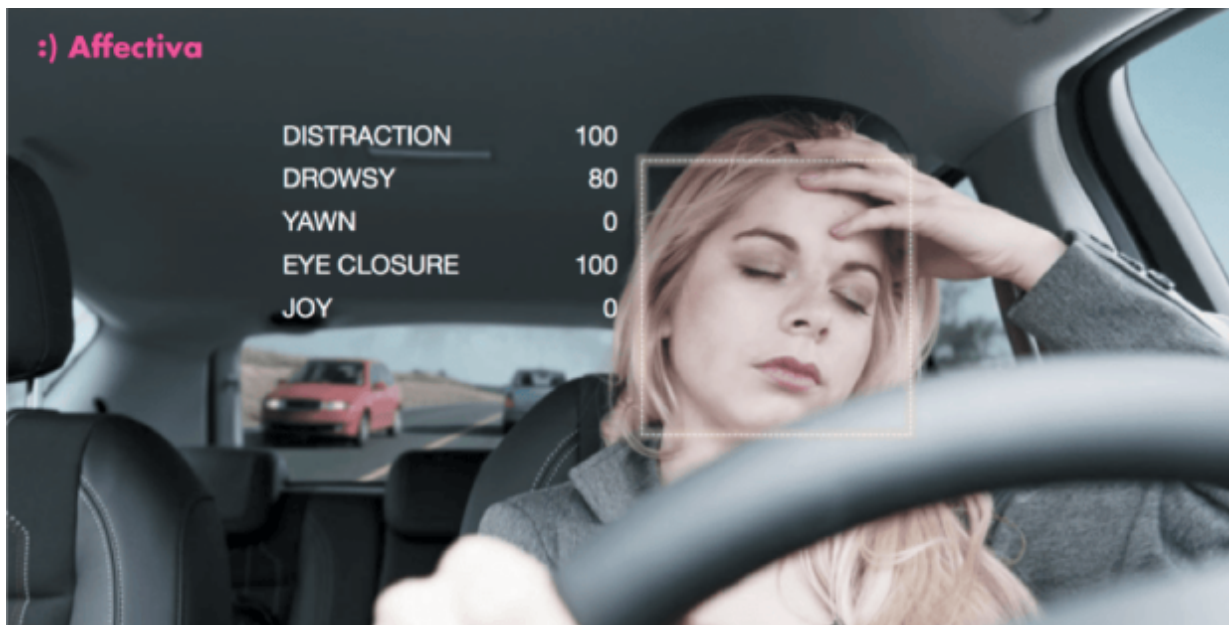 :) Affectiva
DISTRACTION 100
DROWSY 80
YAWN 0
EYE CLOSURE 100
JOY 0